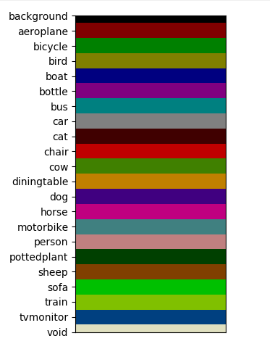 background
aeroplane
bicycle
bird
boat
bottle
bus
car
cat
chair
cow
diningtable
dog
horse
motorbike
person
pottedplant
sheep
sofa
train
tvmonitor
void